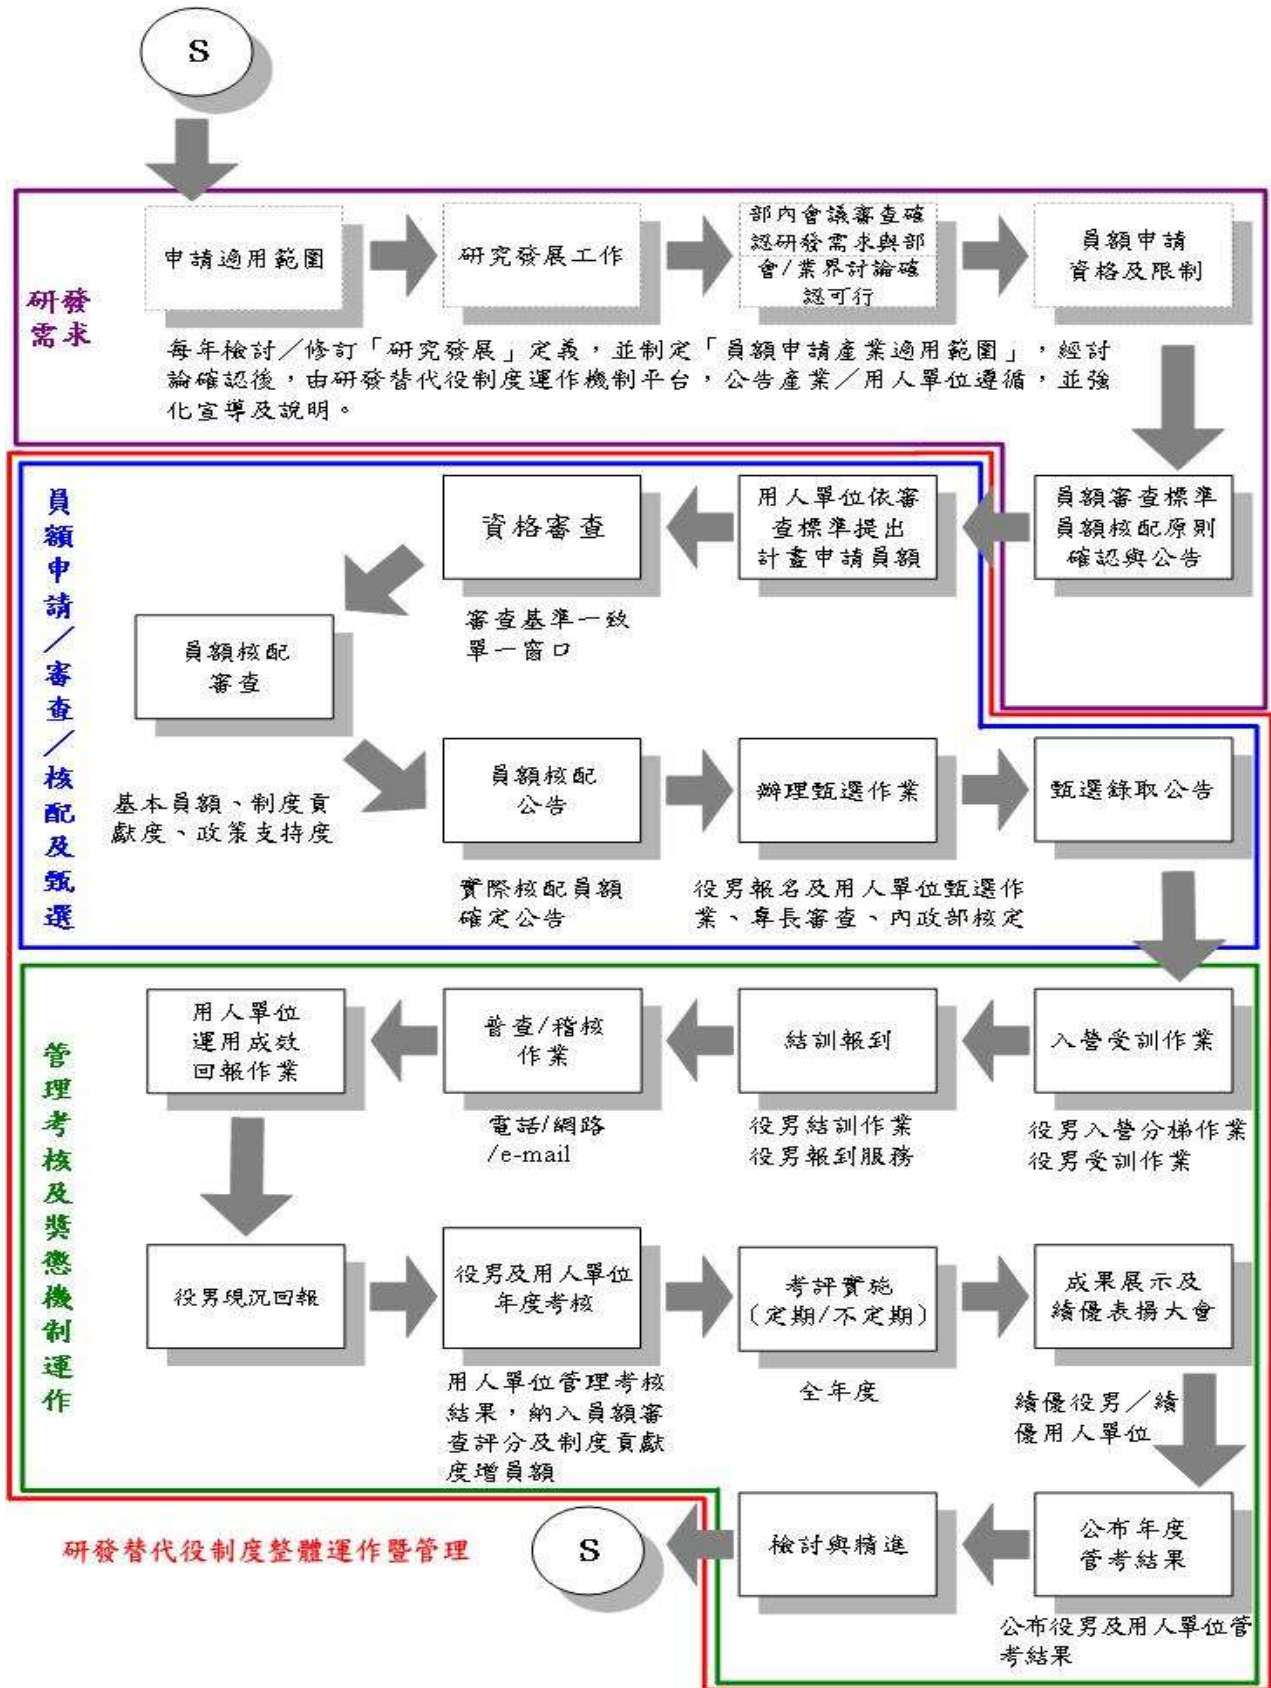 S
研發
需求
申請適用範圍
研究發展工作
部內會議審查確
認研發需求與部
會/業界討論確
認可行
員額申請
資格及限制
每年檢討／修訂「研究發展」定義，並制定「員額申請產業適用範圍」，經討
論確認後，由研發替代役制度運作機制平台，公告產業／用人單位遵循，並強
化宣導及說明。
員額審查標準
員額核配原則
確認與公告
員額申請／審查／核配及甄選
用人單位依審
查標準提出
計畫申請員額
資格審查
審查基準一致
單一窗口
員額核配
審查
基本員額、制度貢
獻度、政策支持度
員額核配
公告
實際核配員額
確定公告
辦理甄選作業
役男報名及用人單位甄選作
業、專長審查、內政部核定
甄選錄取公告
管理考核及獎懲機制運作
入營受訓作業
役男入營分梯作業
役男受訓作業
結訓報到
役男結訓作業
役男報到服務
普查/稽核
作業
電話/網路
/e-mail
用人單位
運用成效
回報作業
役男現況回報
役男及用人單位
年度考核
用人單位管理考核
結果，納入員額審
查評分及制度貢獻
度增員額
考評實施
(定期/不定期)
全年度
成果展示及
績優表揚大會
績優役男／績
優用人單位
公布年度
管考結果
公布役男及用人單位管
考結果
檢討與精進
S
研發替代役制度整體運作暨管理